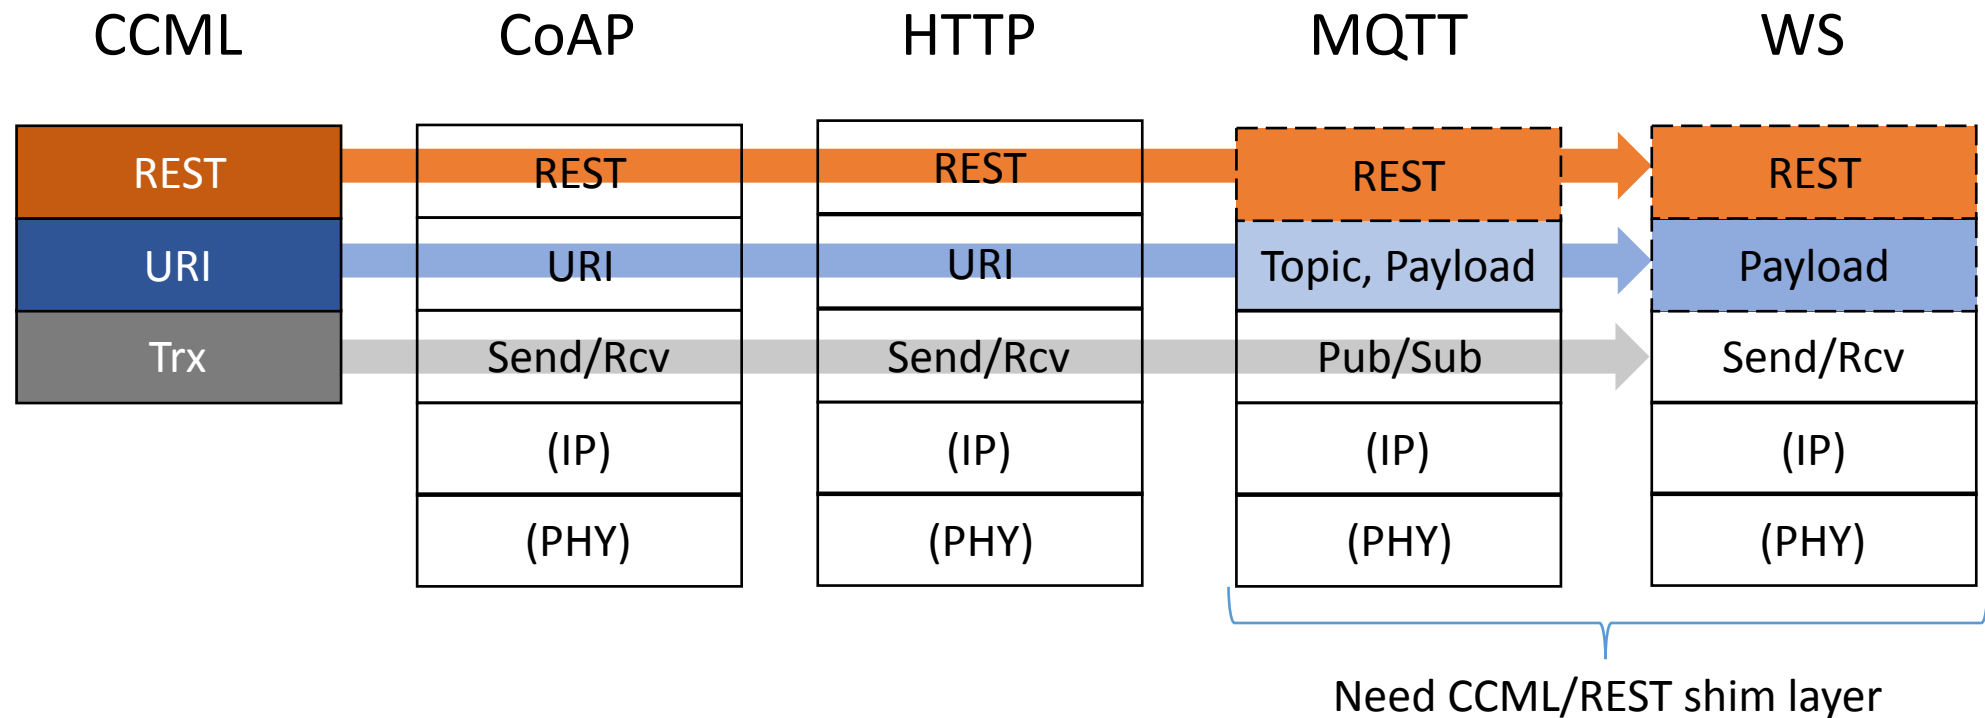 CCML CoAP HTTP MQTT WS
REST REST REST REST REST
URI URI URI Topic, Payload Payload
Trx Send/Rcv Send/Rcv Pub/Sub Send/Rcv
(IP) (IP) (IP) (IP)
(PHY) (PHY) (PHY) (PHY)
Need CCML/REST shim layer